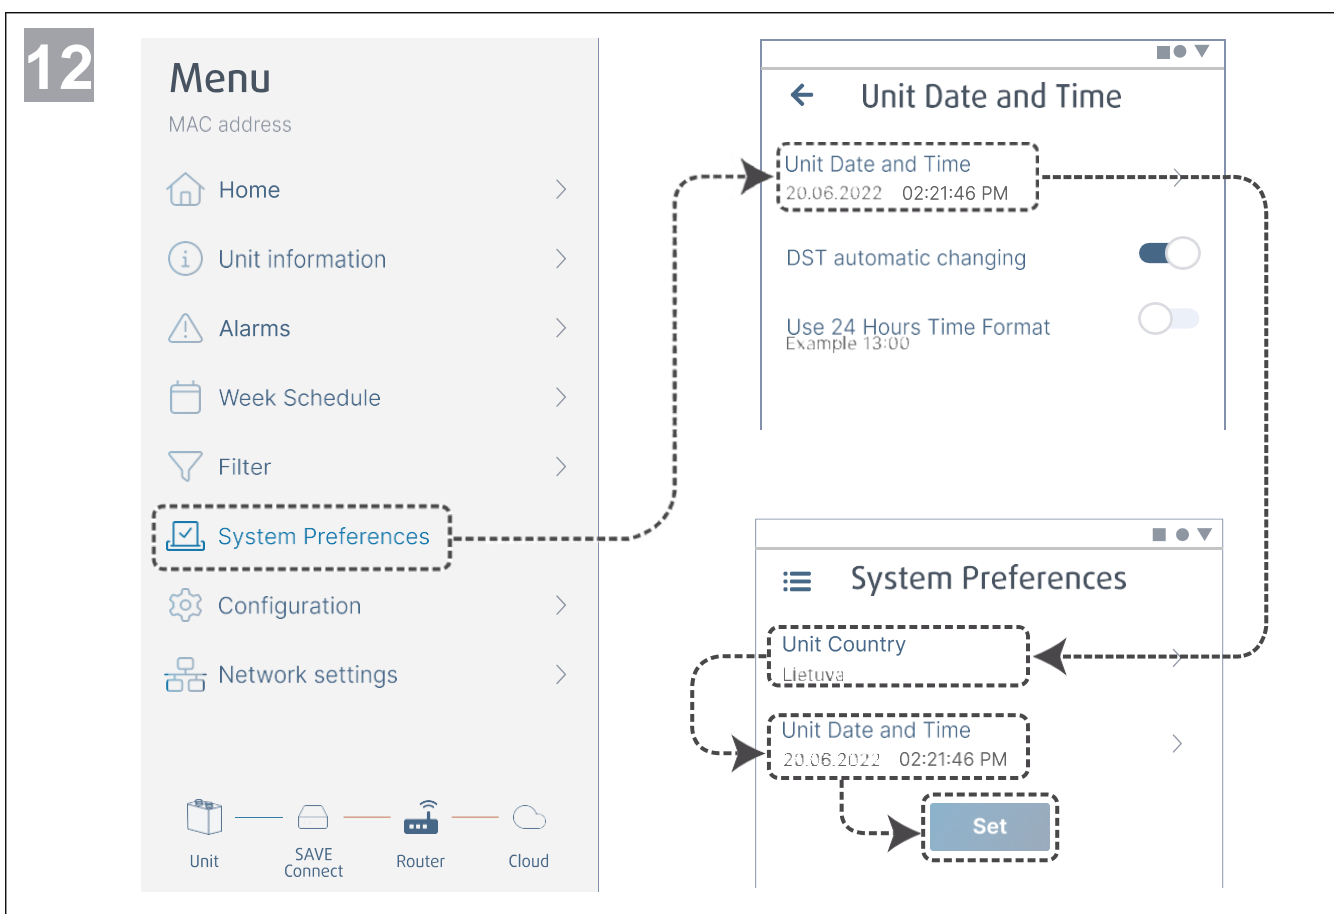 12
Menu
MAC address
Home
Unit information
Alarms
Week Schedule
Filter
System Preferences
Configuration
Network settings
Unit
SAVE
Connect
Router
Cloud
Unit Date and Time
Unit Date and Time
20.06.2022 02:21:46 PM
DST automatic changing
Use 24 Hours Time Format
Example 13:00
System Preferences
Unit Country
Lietuva
Unit Date and Time
20.06.2022 02:21:46 PM
Set